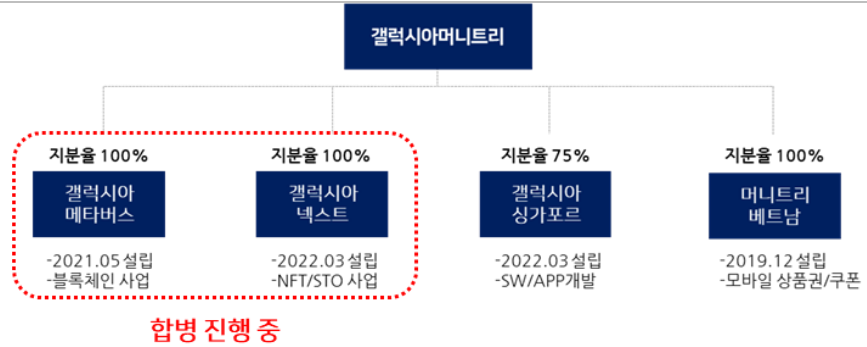 갤럭시아머니트리
지분율 100%
갤럭시아
메타버스
-2021.05 설립
-블록체인 사업
지분율 100%
갤럭시아
넥스트
-2022.03 설립
-NFT/STO 사업
합병 진행 중
지분율 75%
갤럭시아
싱가포르
-2022.03 설립
-SW/APP개발
지분율 100%
머니트리
베트남
-2019.12 설립
-모바일 상품권/쿠폰